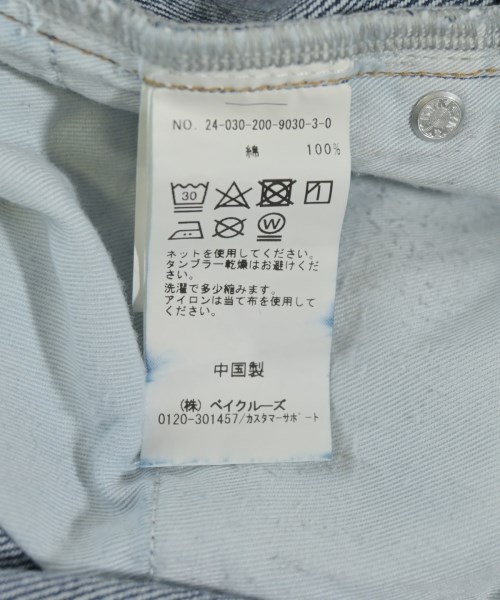 NO. 24-030-200-9030-3-0
綿 100%
30
W
ネットを使用してください。
タンブラー乾燥はお避けくだ
さい。
洗濯で多少縮みます。
アイロンは当て布を使用して
ください。
中国製
(株) ベイクルーズ
0120-301457/カスタマーサポート